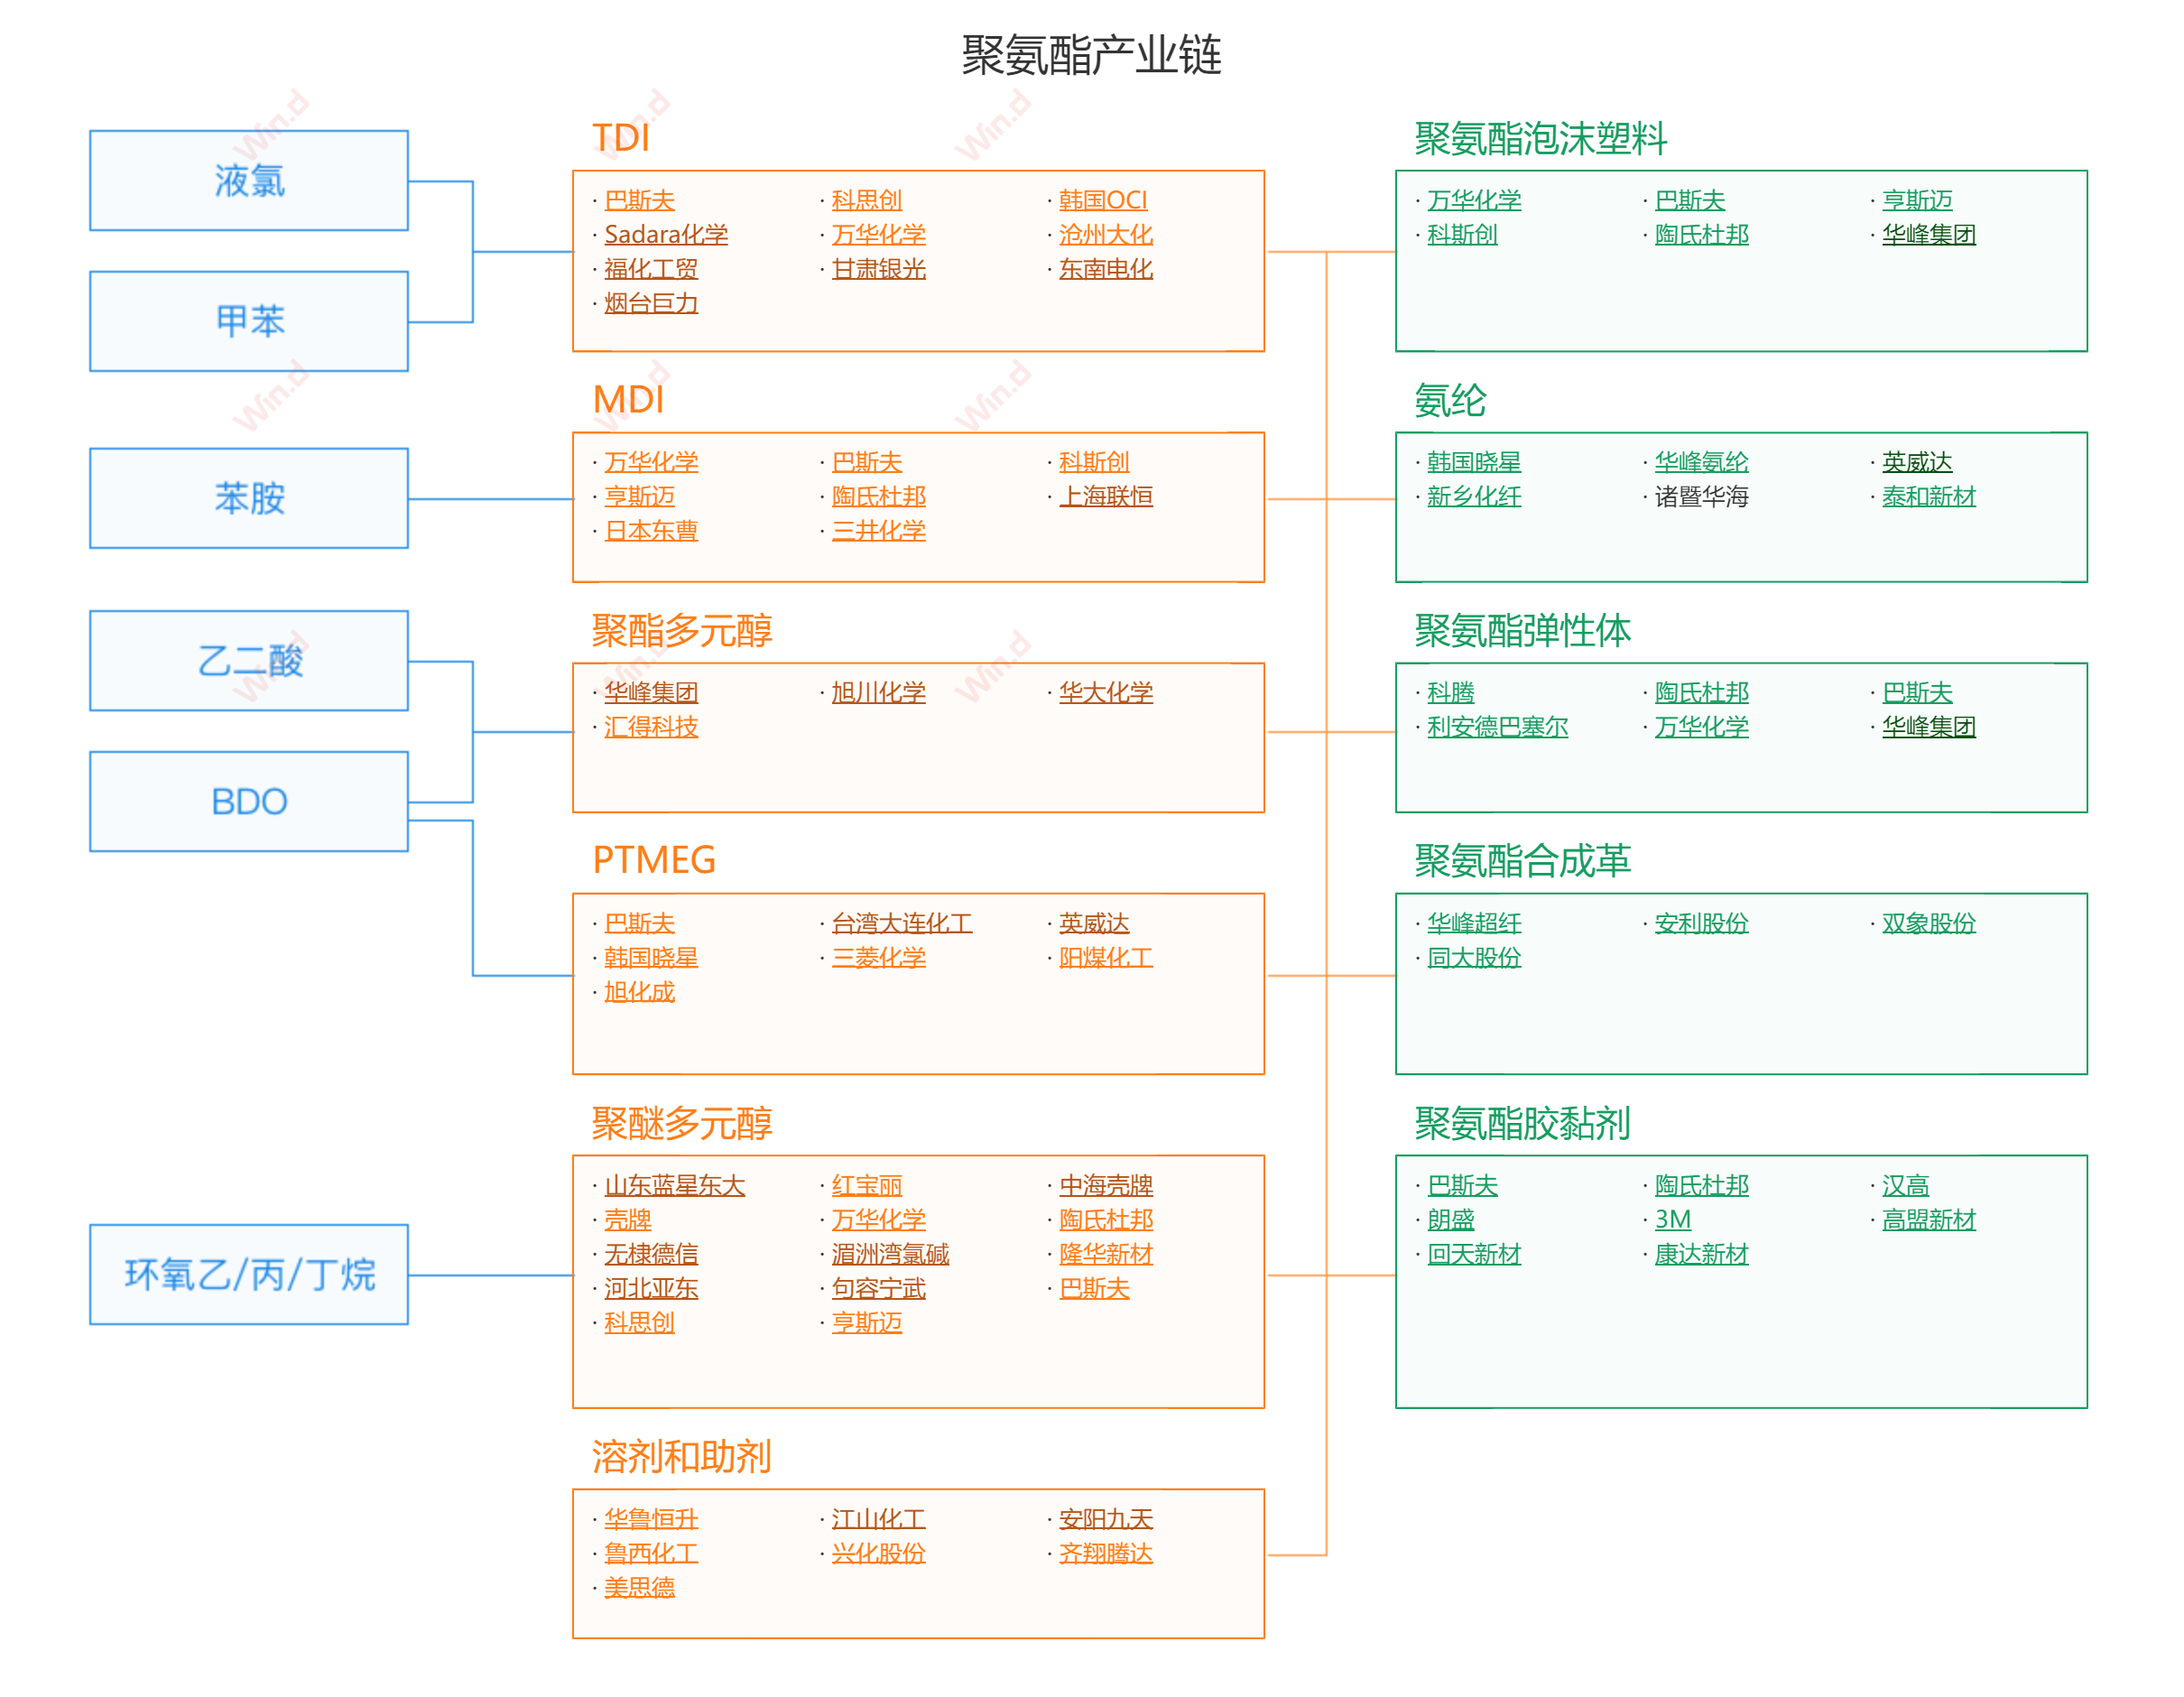 聚氨酯产业链
液氯
甲苯
苯胺
乙二酸
BDO
环氧乙/丙/丁烷
TDI
· 巴斯夫 · 科思创 · 韩国OCI
· Sadara化学 · 万华化学 · 沧州大化
· 福化工贸 · 甘肃银光 · 东南电化
· 烟台巨力
MDI
· 万华化学 · 巴斯夫 · 科斯创
· 亨斯迈 · 陶氏杜邦 · 上海联恒
· 日本东曹 · 三井化学
聚酯多元醇
· 华峰集团 · 旭川化学 · 华大化学
· 汇得科技
PTMEG
· 巴斯夫 · 台湾大连化工 · 英威达
· 韩国晓星 · 三菱化学 · 阳煤化工
· 旭化成
聚醚多元醇
· 山东蓝星东大 · 红宝丽 · 中海壳牌
· 壳牌 · 万华化学 · 陶氏杜邦
· 无棣德信 · 湄洲湾氯碱 · 隆华新材
· 河北亚东 · 句容宁武 · 巴斯夫
· 科思创 · 亨斯迈
溶剂和助剂
· 华鲁恒升 · 江山化工 · 安阳九天
· 鲁西化工 · 兴化股份 · 齐翔腾达
· 美思德
聚氨酯泡沫塑料
· 万华化学 · 巴斯夫 · 亨斯迈
· 科斯创 · 陶氏杜邦 · 华峰集团
氨纶
· 韩国晓星 · 华峰氨纶 · 英威达
· 新乡化纤 · 诸暨华海 · 泰和新材
聚氨酯弹性体
· 科腾 · 陶氏杜邦 · 巴斯夫
· 利安德巴塞尔 · 万华化学 · 华峰集团
聚氨酯合成革
· 华峰超纤 · 安利股份 · 双象股份
· 同大股份
聚氨酯胶黏剂
· 巴斯夫 · 陶氏杜邦 · 汉高
· 朗盛 · 3M · 高盟新材
· 回天新材 · 康达新材
Win.d
Win.d
Win.d
Win.d
Win.d
Win.d
Win.d
Win.d
Win.d